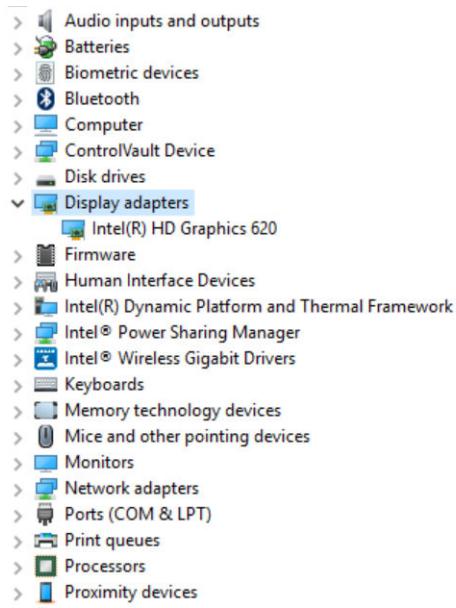 Audio inputs and outputs
Batteries
Biometric devices
Bluetooth
Computer
ControlVault Device
Disk drives
Display adapters
Intel(R) HD Graphics 620
Firmware
Human Interface Devices
Intel(R) Dynamic Platform and Thermal Framework
Intel® Power Sharing Manager
Intel® Wireless Gigabit Drivers
Keyboards
Memory technology devices
Mice and other pointing devices
Monitors
Network adapters
Ports (COM & LPT)
Print queues
Processors
Proximity devices